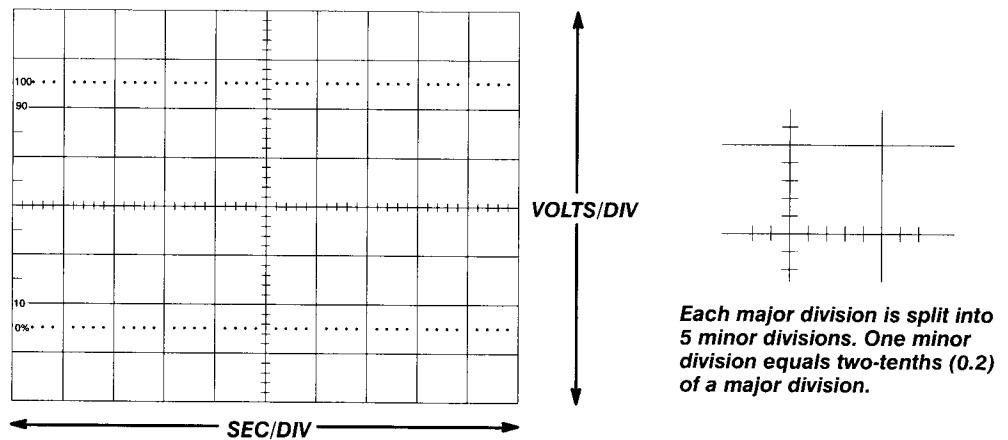 100
90
10
0%
VOLTS/DIV
SEC/DIV
Each major division is split into
5 minor divisions. One minor
division equals two-tenths (0.2)
of a major division.